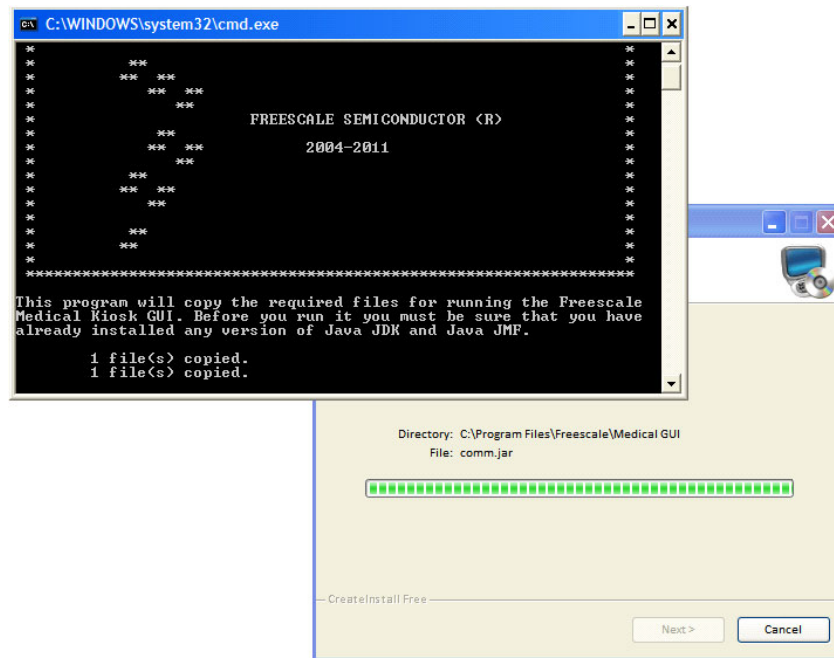 C:\WINDOWS\system32\cmd.exe
FREESCALE SEMICONDUCTOR (R)
2004-2011
This program will copy the required files for running the Freescale
Medical Kiosk GUI. Before you run it you must be sure that you have
already installed any version of Java JDK and Java JMF.
1 file(s) copied.
1 file(s) copied.
Directory: C:\Program Files\Freescale\Medical GUI
File: comm.jar
CreateInstall Free
Next >
Cancel